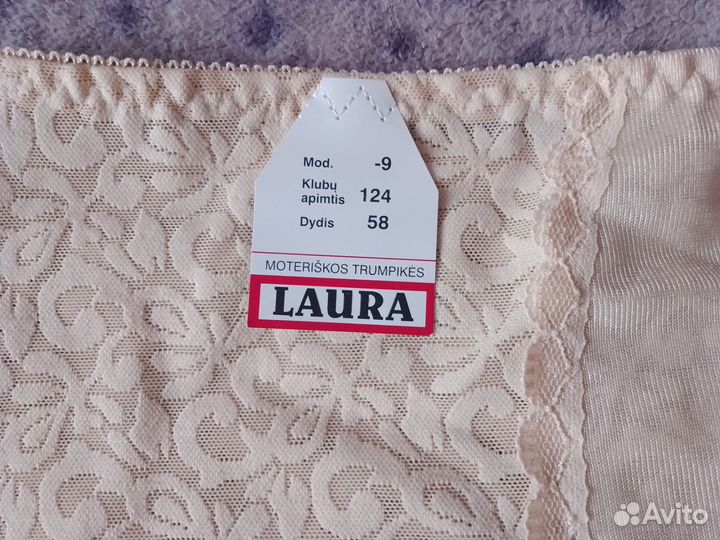 Mod. -9
Klubų
apimtis 124
Dydis 58
MOTERIŠKOS TRUMPIKĖS
LAURA
Avito